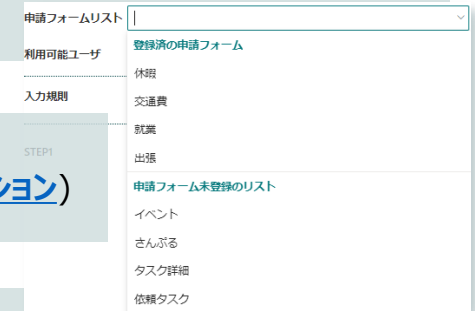 申請フォームリスト
登録済の申請フォーム
利用可能ユーザ
休暇
入力規則
交通費
就業
STEP1
出張
ション)
申請フォーム未登録のリスト
イベント
さんぷる
タスク詳細
依頼タスク